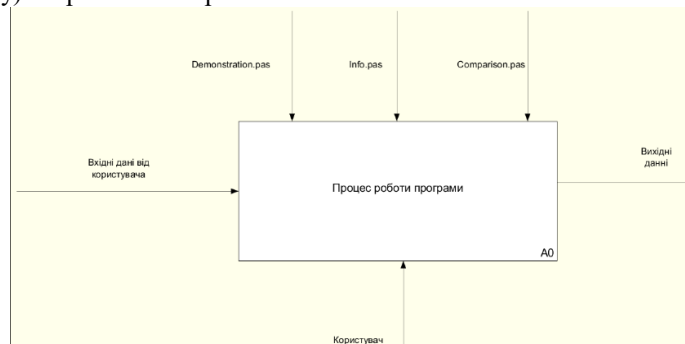 Demonstration.pas
Info.pas
Comparison.pas
Вхідні дані від
користувача
Процес роботи програми
Вихідні
данні
A0
Користувач